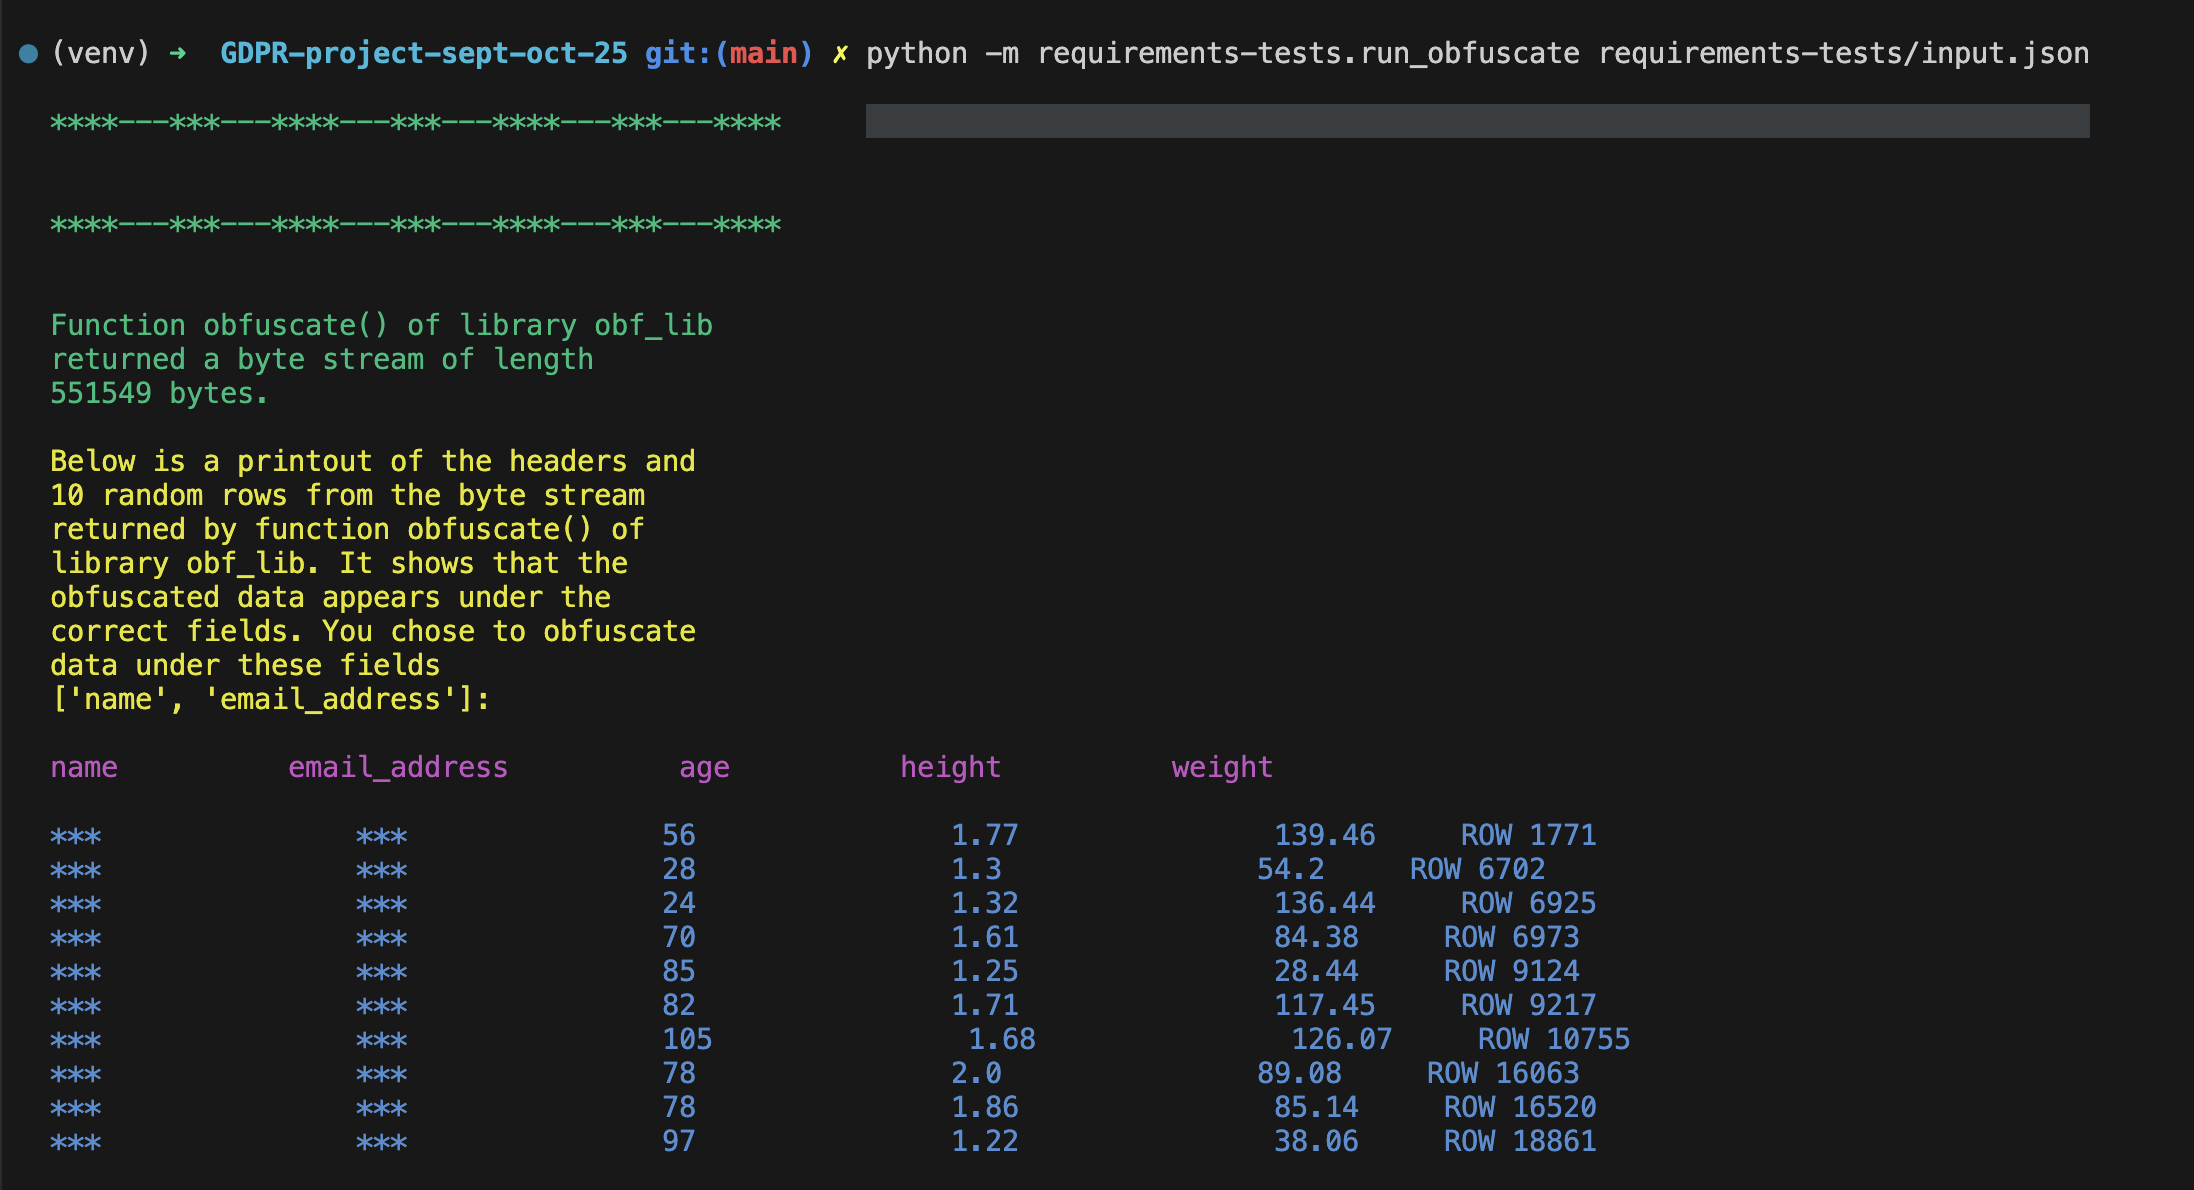 (venv) ➜  GDPR-project-sept-oct-25 git:(main) ✗ python -m requirements-tests.run_obfuscate requirements-tests/input.json
****---***---****---***---****---***---****
****---***---****---***---****---***---****
Function obfuscate() of library obf_lib
returned a byte stream of length
551549 bytes.
Below is a printout of the headers and
10 random rows from the byte stream
returned by function obfuscate() of
library obf_lib. It shows that the
obfuscated data appears under the
correct fields. You chose to obfuscate
data under these fields
['name', 'email_address']:
name          email_address          age          height          weight
***               ***               56               1.77               139.46     ROW 1771
***               ***               28               1.3               54.2     ROW 6702
***               ***               24               1.32               136.44     ROW 6925
***               ***               70               1.61               84.38     ROW 6973
***               ***               85               1.25               28.44     ROW 9124
***               ***               82               1.71               117.45     ROW 9217
***               ***               105               1.68               126.07     ROW 10755
***               ***               78               2.0               89.08     ROW 16063
***               ***               78               1.86               85.14     ROW 16520
***               ***               97               1.22               38.06     ROW 18861